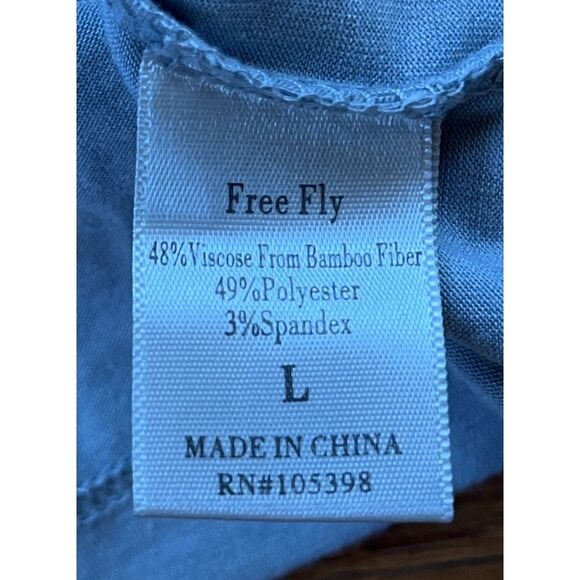 Free Fly
48%Viscose From Bamboo Fiber
49%Polyester
3%Spandex
L
MADE IN CHINA
RN#105398